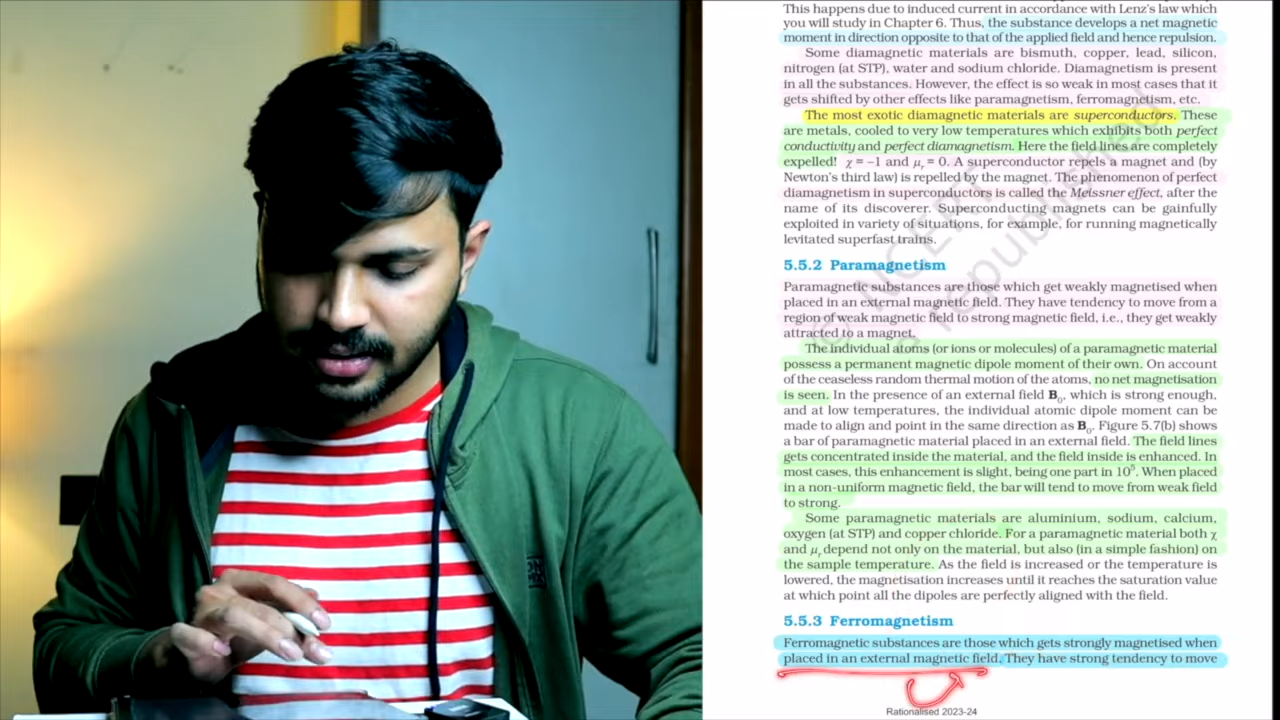 This happens due to induced current in accordance with Lenz's law which
you will study in Chapter 6. Thus, the substance develops a net magnetic
moment in direction opposite to that of the applied field and hence repulsion.
Some diamagnetic materials are bismuth, copper, lead, silicon,
nitrogen (at STP), water and sodium chloride. Diamagnetism is present
in all the substances. However, the effect is so weak in most cases that it
gets shifted by other effects like paramagnetism, ferromagnetism, etc.
The most exotic diamagnetic materials are superconductors. These
are metals, cooled to very low temperatures which exhibits both perfect
conductivity and perfect diamagnetism. Here the field lines are completely
expelled! χ = −1 and μr = 0. A superconductor repels a magnet and (by
Newton's third law) is repelled by the magnet. The phenomenon of perfect
diamagnetism in superconductors is called the Meissner effect, after the
name of its discoverer. Superconducting magnets can be gainfully
exploited in variety of situations, for example, for running magnetically
levitated superfast trains.
5.5.2 Paramagnetism
Paramagnetic substances are those which get weakly magnetised when
placed in an external magnetic field. They have tendency to move from a
region of weak magnetic field to strong magnetic field, i.e., they get weakly
attracted to a magnet.
The individual atoms (or ions or molecules) of a paramagnetic material
possess a permanent magnetic dipole moment of their own. On account
of the ceaseless random thermal motion of the atoms, no net magnetisation
is seen. In the presence of an external field B0, which is strong enough,
and at low temperatures, the individual atomic dipole moment can be
made to align and point in the same direction as B0. Figure 5.7(b) shows
a bar of paramagnetic material placed in an external field. The field lines
gets concentrated inside the material, and the field inside is enhanced. In
most cases, this enhancement is slight, being one part in 10⁵. When placed
in a non-uniform magnetic field, the bar will tend to move from weak field
to strong.
Some paramagnetic materials are aluminium, sodium, calcium,
oxygen (at STP) and copper chloride. For a paramagnetic material both χ
and μr depend not only on the material, but also (in a simple fashion) on
the sample temperature. As the field is increased or the temperature is
lowered, the magnetisation increases until it reaches the saturation value
at which point all the dipoles are perfectly aligned with the field.
5.5.3 Ferromagnetism
Ferromagnetic substances are those which gets strongly magnetised when
placed in an external magnetic field. They have strong tendency to move
Rationalised 2023-24
© NCERT
republished